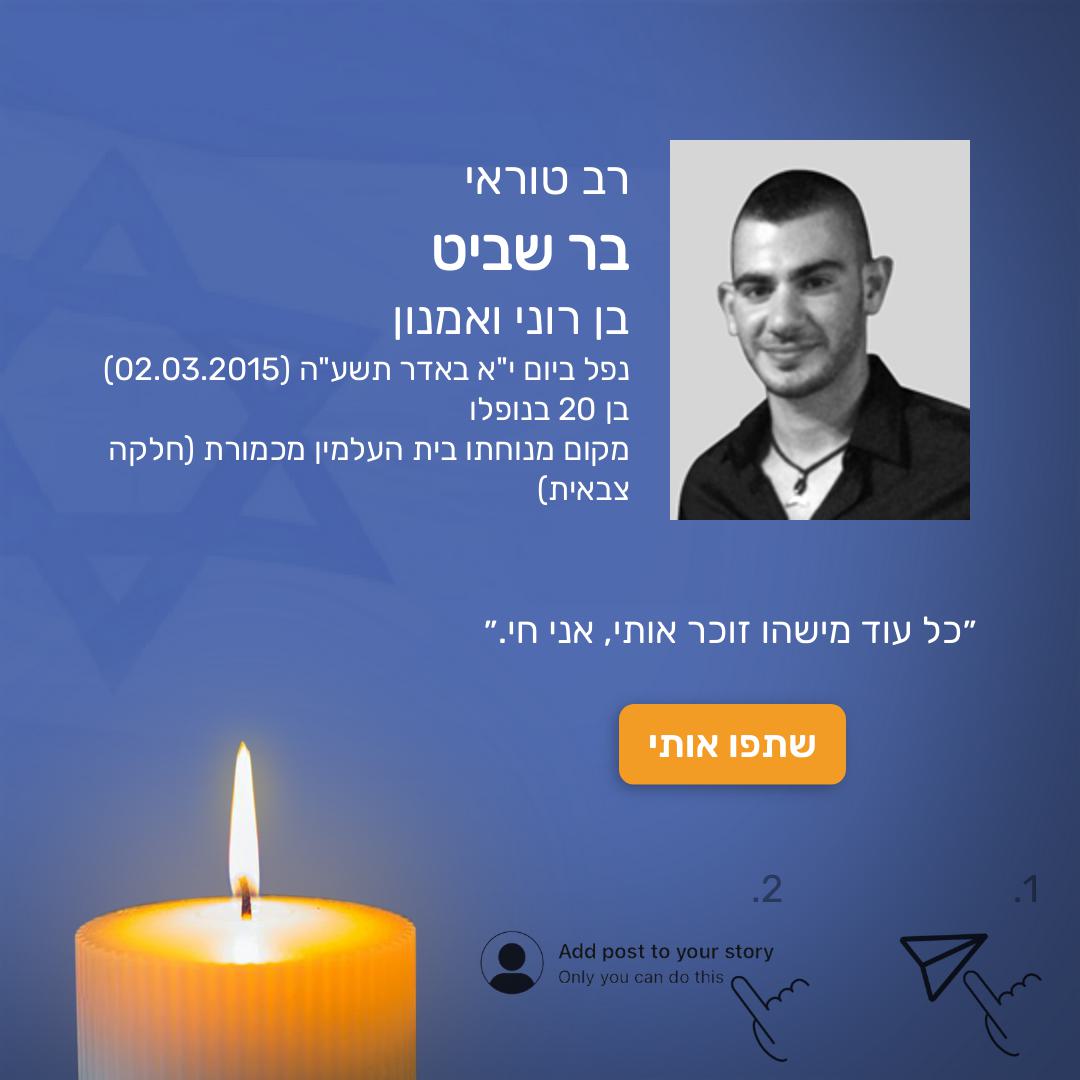 רב טוראי
בר שביט
בן רוני ואמנון
נפל ביום י"א באדר תשע"ה (02.03.2015)
בן 20 בנופלו
מקום מנוחתו בית העלמין מכמורת (חלקה
צבאית)
״כל עוד מישהו זוכר אותי, אני חי.״
שתפו אותי
1.
2.
Add post to your story
Only you can do this